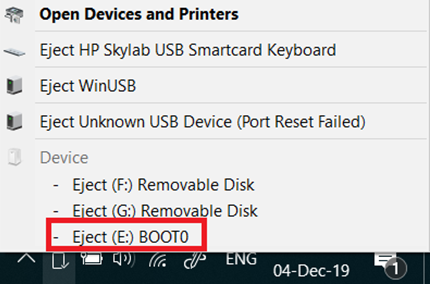 Open Devices and Printers
Eject HP Skylab USB Smartcard Keyboard
Eject WinUSB
Eject Unknown USB Device (Port Reset Failed)
Device
- Eject (F:) Removable Disk
- Eject (G:) Removable Disk
- Eject (E:) BOOT0
ENG
04-Dec-19
1